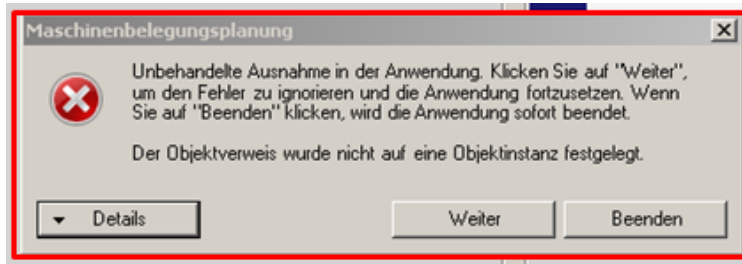 Maschinenbelegungsplanung
Unbehandelte Ausnahme in der Anwendung. Klicken Sie auf "Weiter",
um den Fehler zu ignorieren und die Anwendung fortzusetzen. Wenn
Sie auf "Beenden" klicken, wird die Anwendung sofort beendet.
Der Objektverweis wurde nicht auf eine Objektinstanz festgelegt.
Details
Weiter
Beenden